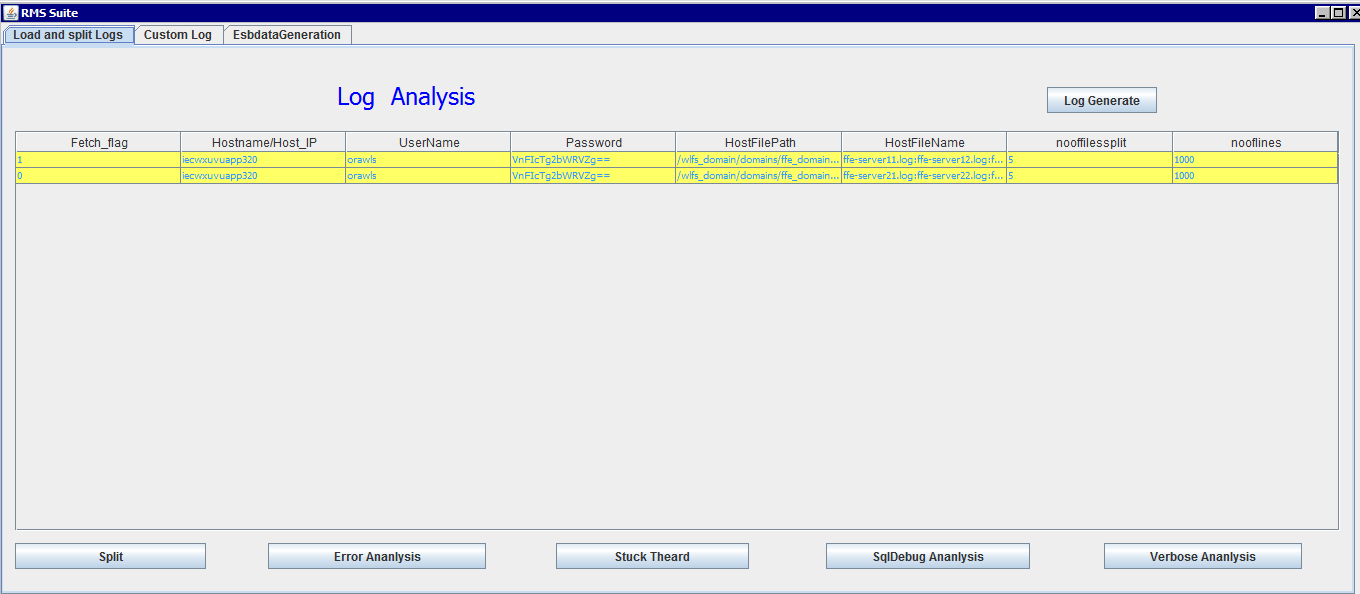 RMS Suite
Load and split Logs Custom Log EsbdataGeneration
Log Analysis
Log Generate
Fetch_flag Hostname/Host_IP UserName Password HostFilePath HostFileName nooffilessplit nooflines
1 iecwxuvuapp320 orawls VnFIcTg2bWRVZg== /wlfs_domain/domains/ffe_domain... ffe-server11.log:ffe-server12.log:f... 5 1000
0 iecwxuvuapp320 orawls VnFIcTg2bWRVZg== /wlfs_domain/domains/ffe_domain... ffe-server21.log:ffe-server22.log:f... 5 1000
Split Error Ananlysis Stuck Theard SqlDebug Ananlysis Verbose Ananlysis